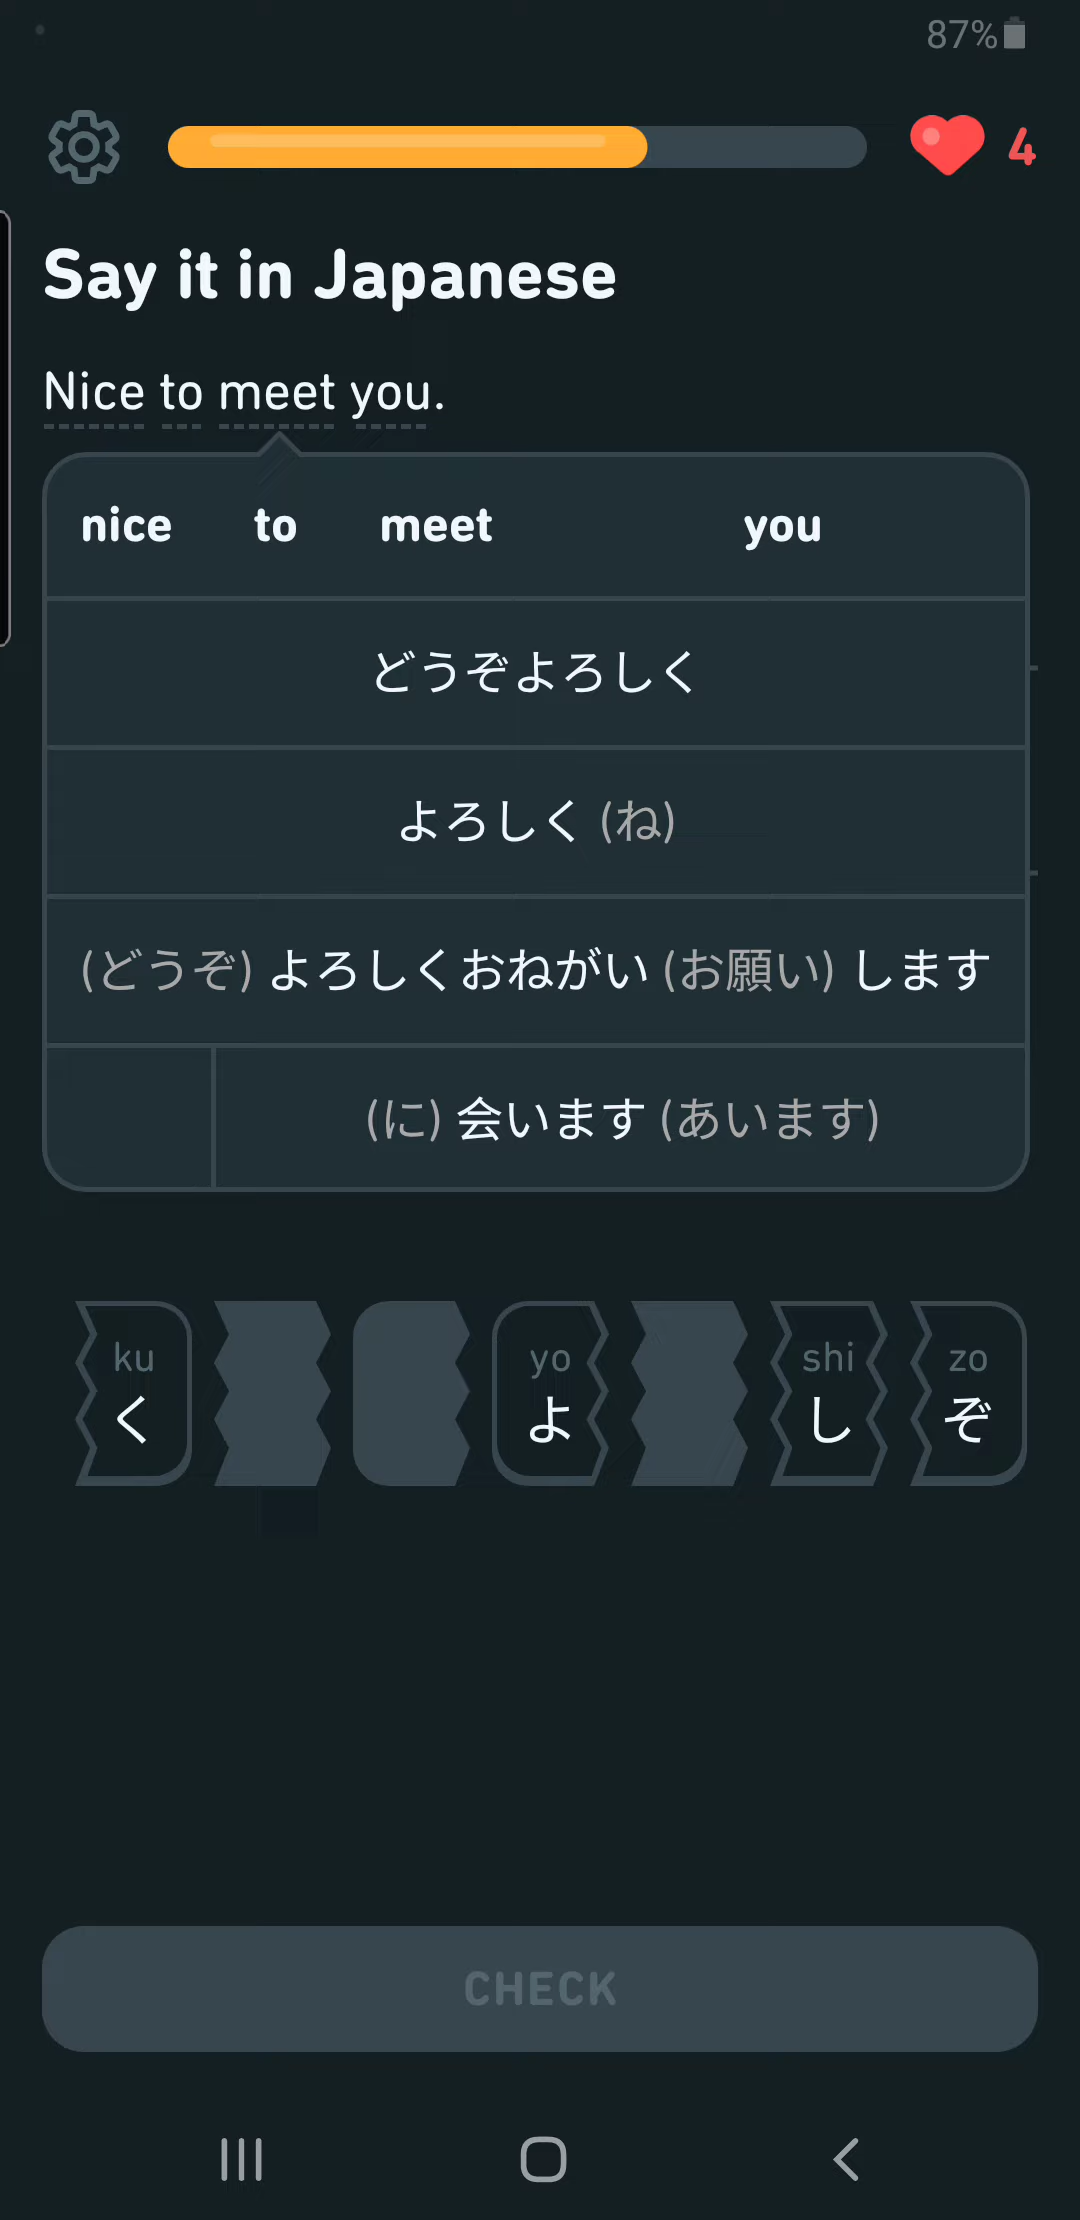 87%
4
Say it in Japanese
Nice to meet you.
nice to meet you
どうぞよろしく
よろしく (ね)
(どうぞ) よろしくおねがい (お願い) します
(に) 会います (あいます)
ku yo shi zo
く よ し ぞ
CHECK